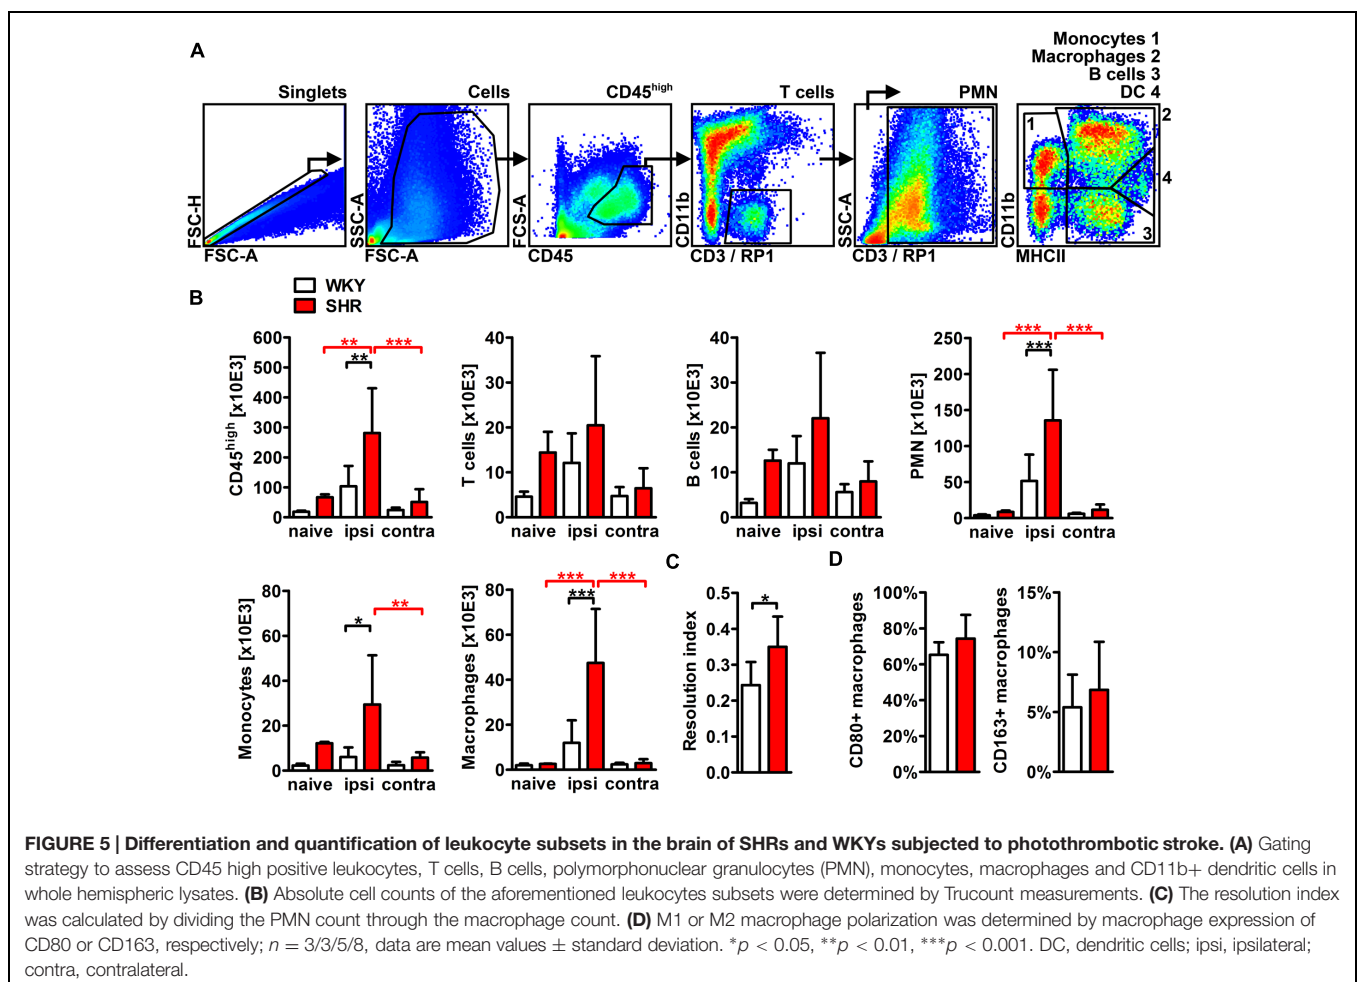 A
Monocytes 1
Macrophages 2
B cells 3
DC 4
Singlets
Cells
CD45high
T cells
PMN
1
2
4
3
FSC-H
FSC-A
SSC-A
FSC-A
FCS-A
CD45
CD11b
CD3 / RP1
SSC-A
CD3 / RP1
CD11b
MHCII
B
WKY
SHR
CD45high [x10E3]
600
500
400
300
200
100
0
** ***
**
naive ipsi contra
T cells [x10E3]
40
30
20
10
0
naive ipsi contra
B cells [x10E3]
40
30
20
10
0
naive ipsi contra
PMN [x10E3]
250
200
150
100
50
0
*** ***
***
naive ipsi contra
Monocytes [x10E3]
80
60
40
20
0
**
*
naive ipsi contra
Macrophages [x10E3]
80
60
40
20
0
*** ***
***
naive ipsi contra
C
Resolution index
0.5
0.4
0.3
0.2
0.1
0.0
*
D
CD80+ macrophages
100%
80%
60%
40%
20%
0%
CD163+ macrophages
15%
10%
5%
0%
FIGURE 5 | Differentiation and quantification of leukocyte subsets in the brain of SHRs and WKYs subjected to photothrombotic stroke. (A) Gating
strategy to assess CD45 high positive leukocytes, T cells, B cells, polymorphonuclear granulocytes (PMN), monocytes, macrophages and CD11b+ dendritic cells in
whole hemispheric lysates. (B) Absolute cell counts of the aforementioned leukocytes subsets were determined by Trucount measurements. (C) The resolution index
was calculated by dividing the PMN count through the macrophage count. (D) M1 or M2 macrophage polarization was determined by macrophage expression of
CD80 or CD163, respectively; n = 3/3/5/8, data are mean values ± standard deviation. *p < 0.05, **p < 0.01, ***p < 0.001. DC, dendritic cells; ipsi, ipsilateral;
contra, contralateral.